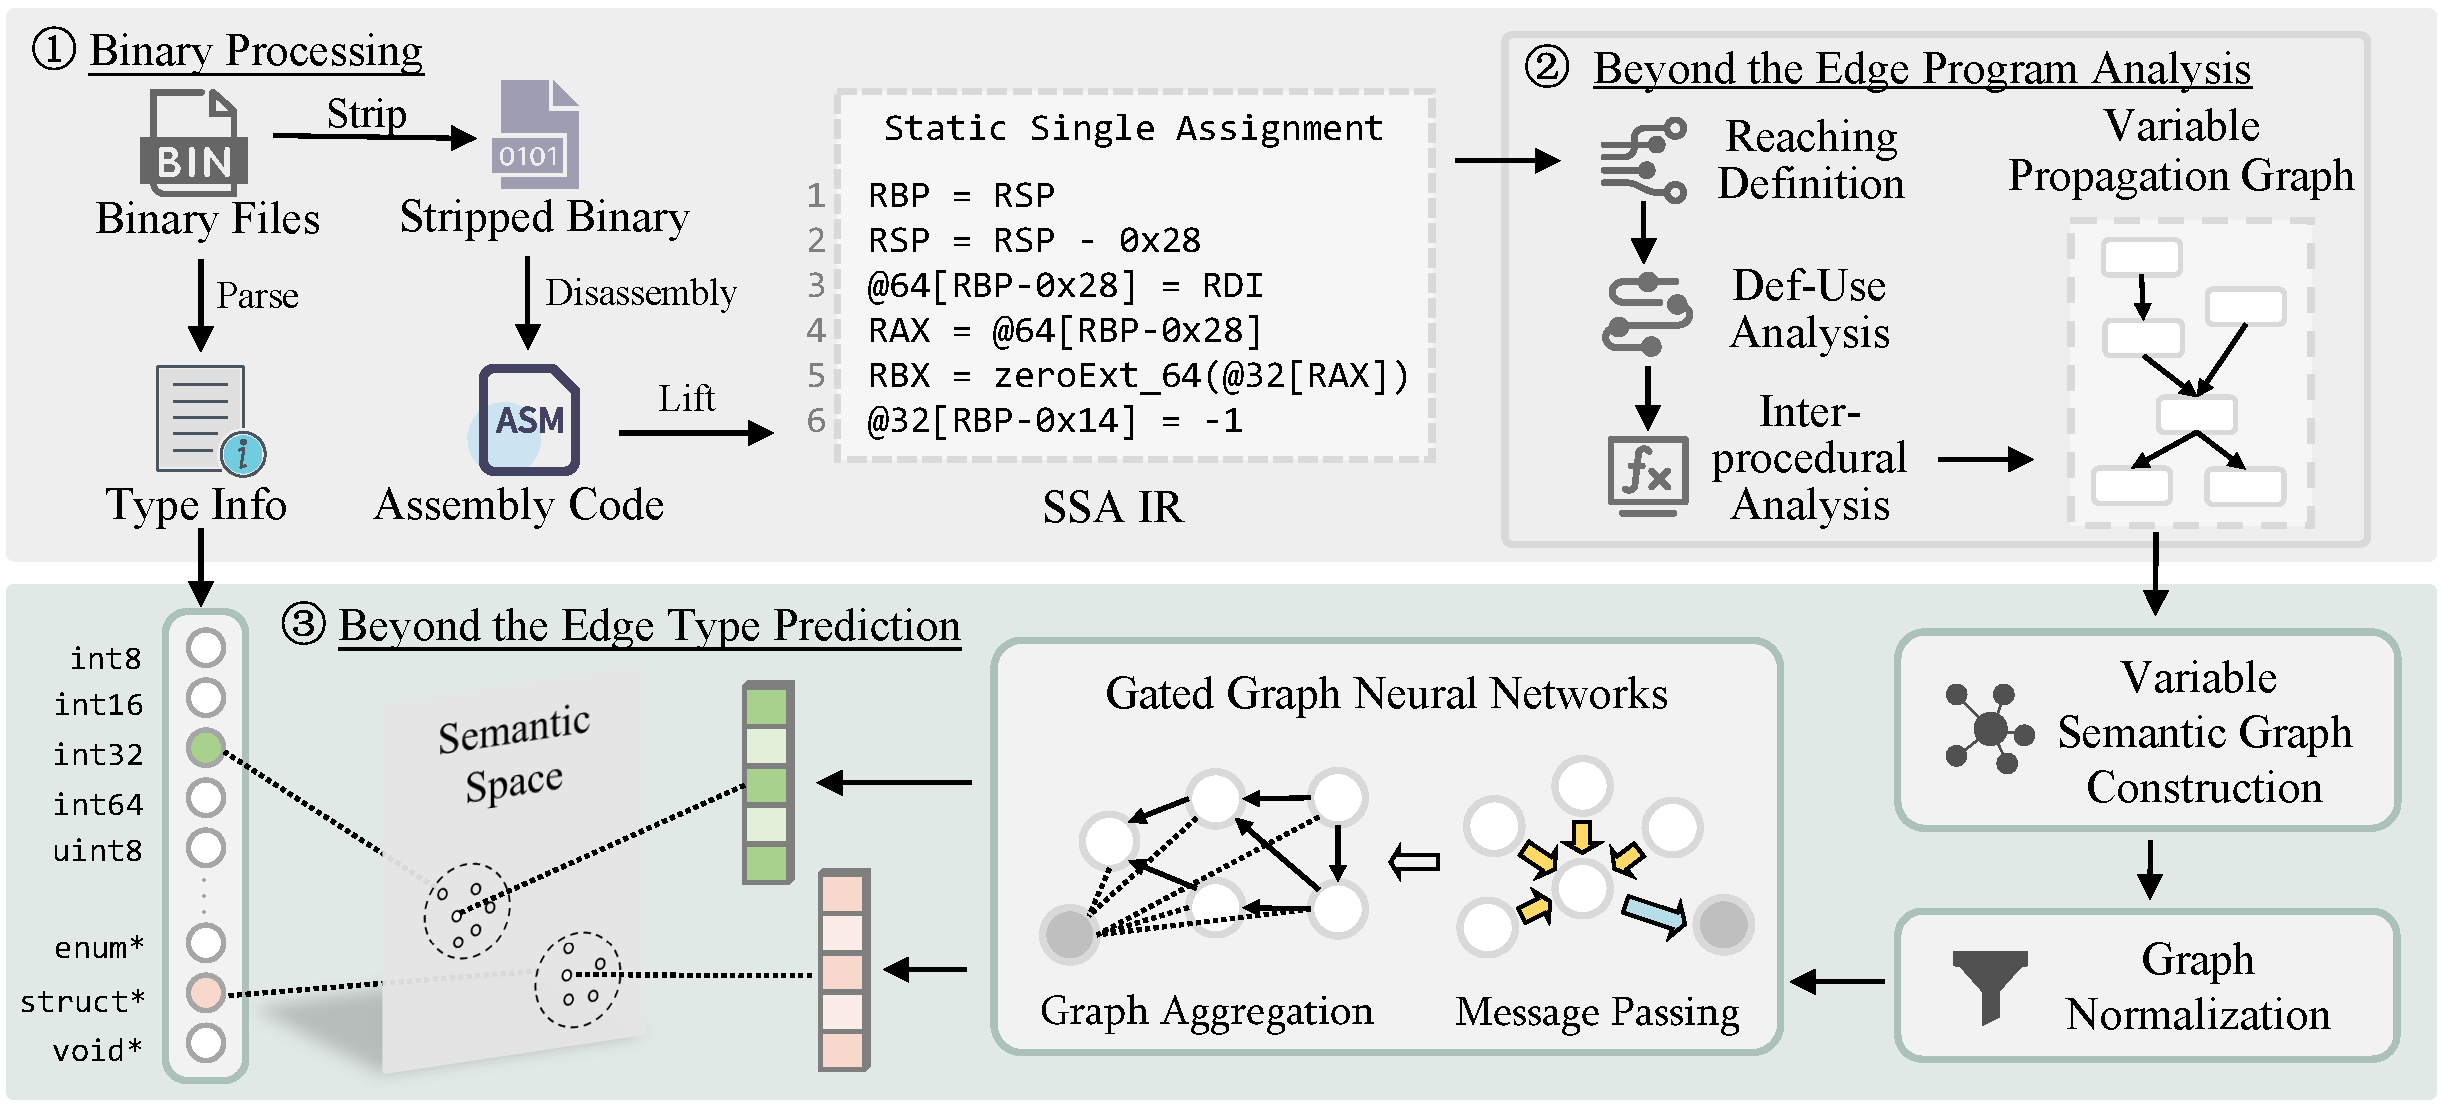 ① Binary Processing
BIN
Strip
0101
Binary Files
Stripped Binary
Parse
Disassembly
i
ASM
Lift
Type Info
Assembly Code
Static Single Assignment
1 RBP = RSP
2 RSP = RSP - 0x28
3 @64[RBP-0x28] = RDI
4 RAX = @64[RBP-0x28]
5 RBX = zeroExt_64(@32[RAX])
6 @32[RBP-0x14] = -1
SSA IR
② Beyond the Edge Program Analysis
Reaching
Definition
Def-Use
Analysis
fx
Inter-
procedural
Analysis
Variable
Propagation Graph
③ Beyond the Edge Type Prediction
int8
int16
int32
int64
uint8
enum*
struct*
void*
Semantic
Space
Gated Graph Neural Networks
Graph Aggregation
Message Passing
Variable
Semantic Graph
Construction
Graph
Normalization